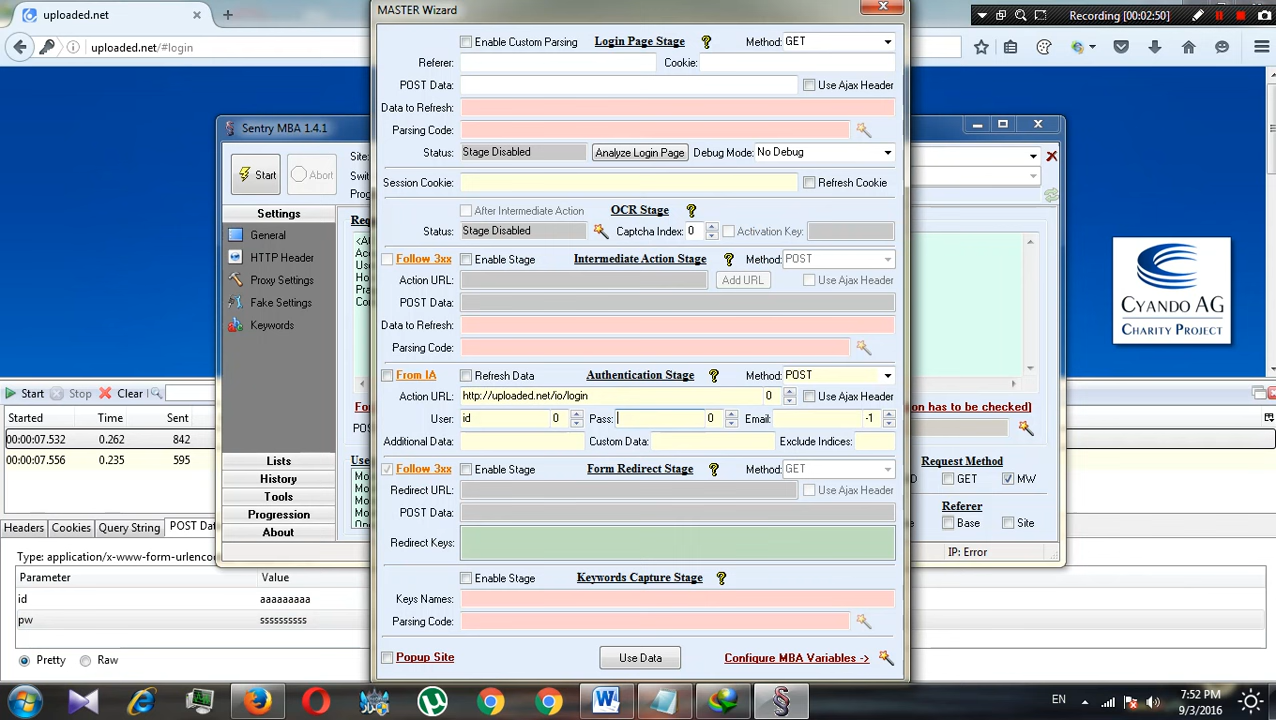 uploaded.net
MASTER Wizard
Recording [00:02:50]
uploaded.net/#login
Enable Custom Parsing
Login Page Stage
Method: GET
Referer:
Cookie:
POST Data:
Use Ajax Header
Data to Refresh:
Parsing Code:
Status: Stage Disabled
Analyze Login Page
Debug Mode: No Debug
Session Cookie:
Refresh Cookie
After Intermediate Action
OCR Stage
Status: Stage Disabled
Captcha Index: 0
Activation Key:
Follow 3xx
Enable Stage
Intermediate Action Stage
Method: POST
Action URL:
Add URL
Use Ajax Header
POST Data:
Data to Refresh:
Parsing Code:
From IA
Refresh Data
Authentication Stage
Method: POST
Action URL: http://uploaded.net/io/login 0
Use Ajax Header
User: id 0
Pass: 0
Email: -1
Additional Data:
Custom Data:
Exclude Indices:
Follow 3xx
Enable Stage
Form Redirect Stage
Method: GET
Redirect URL:
Use Ajax Header
POST Data:
Redirect Keys:
Enable Stage
Keywords Capture Stage
Keys Names:
Parsing Code:
Popup Site
Use Data
Configure MBA Variables ->
Sentry MBA 1.4.1
Start
Abort
Site:
Settings
General
HTTP Header
Proxy Settings
Fake Settings
Keywords
Lists
History
Tools
Progression
About
on has to be checked]
Request Method
GET
MW
Referer
Base
Site
IP: Error
CYANDO AG
CHARITY PROJECT
Start
Stop
Clear
Started
Time
Sent
00:00:07.532 0.262 842
00:00:07.556 0.235 595
Headers
Cookies
Query String
POST Dat
Type: application/x-www-form-urlenco
Parameter
Value
id aaaaaaaaa
pw ssssssssss
Pretty
Raw
EN
7:52 PM
9/3/2016